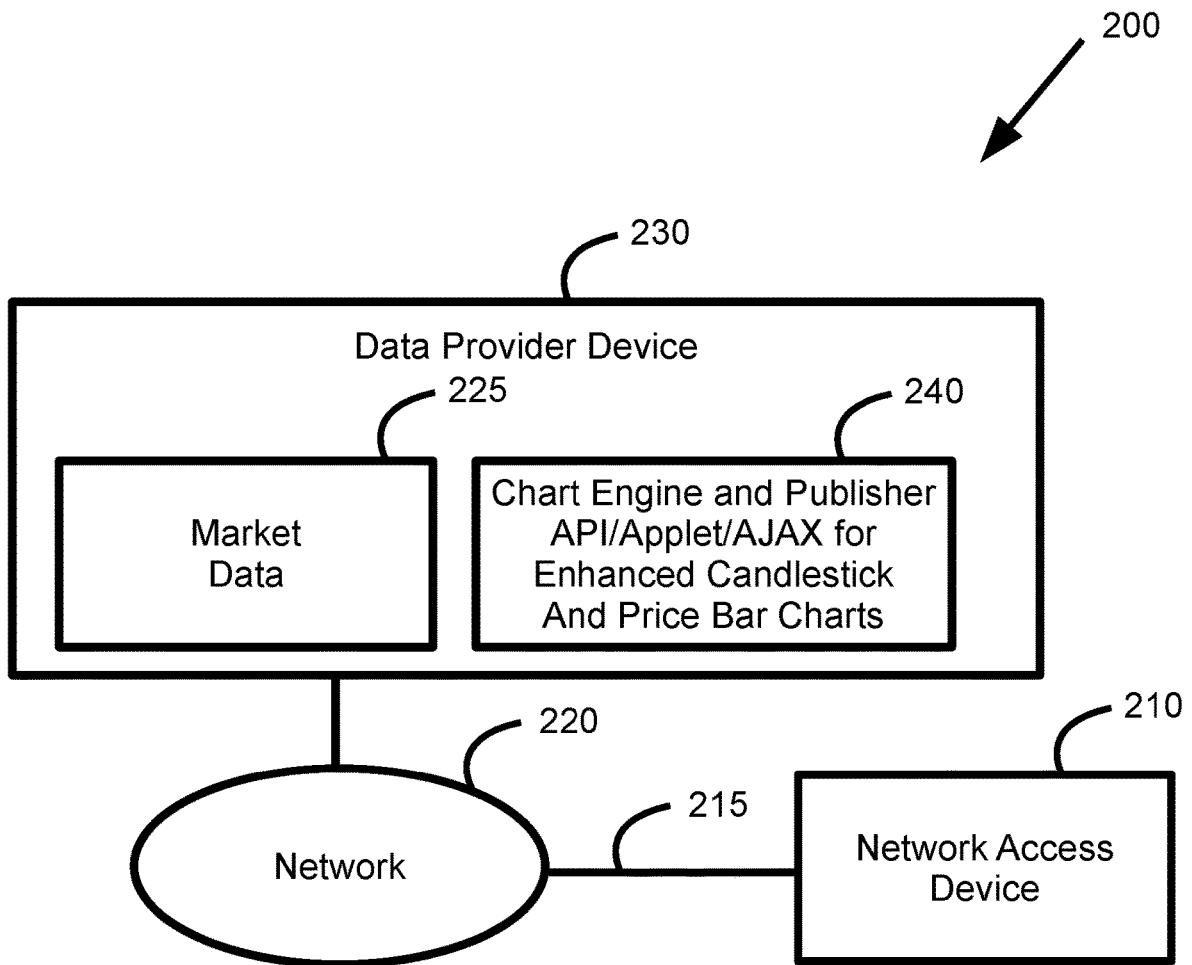 200
230
Data Provider Device
225
240
Market
Data
Chart Engine and Publisher
API/Applet/AJAX for
Enhanced Candlestick
And Price Bar Charts
220
210
215
Network
Network Access
Device